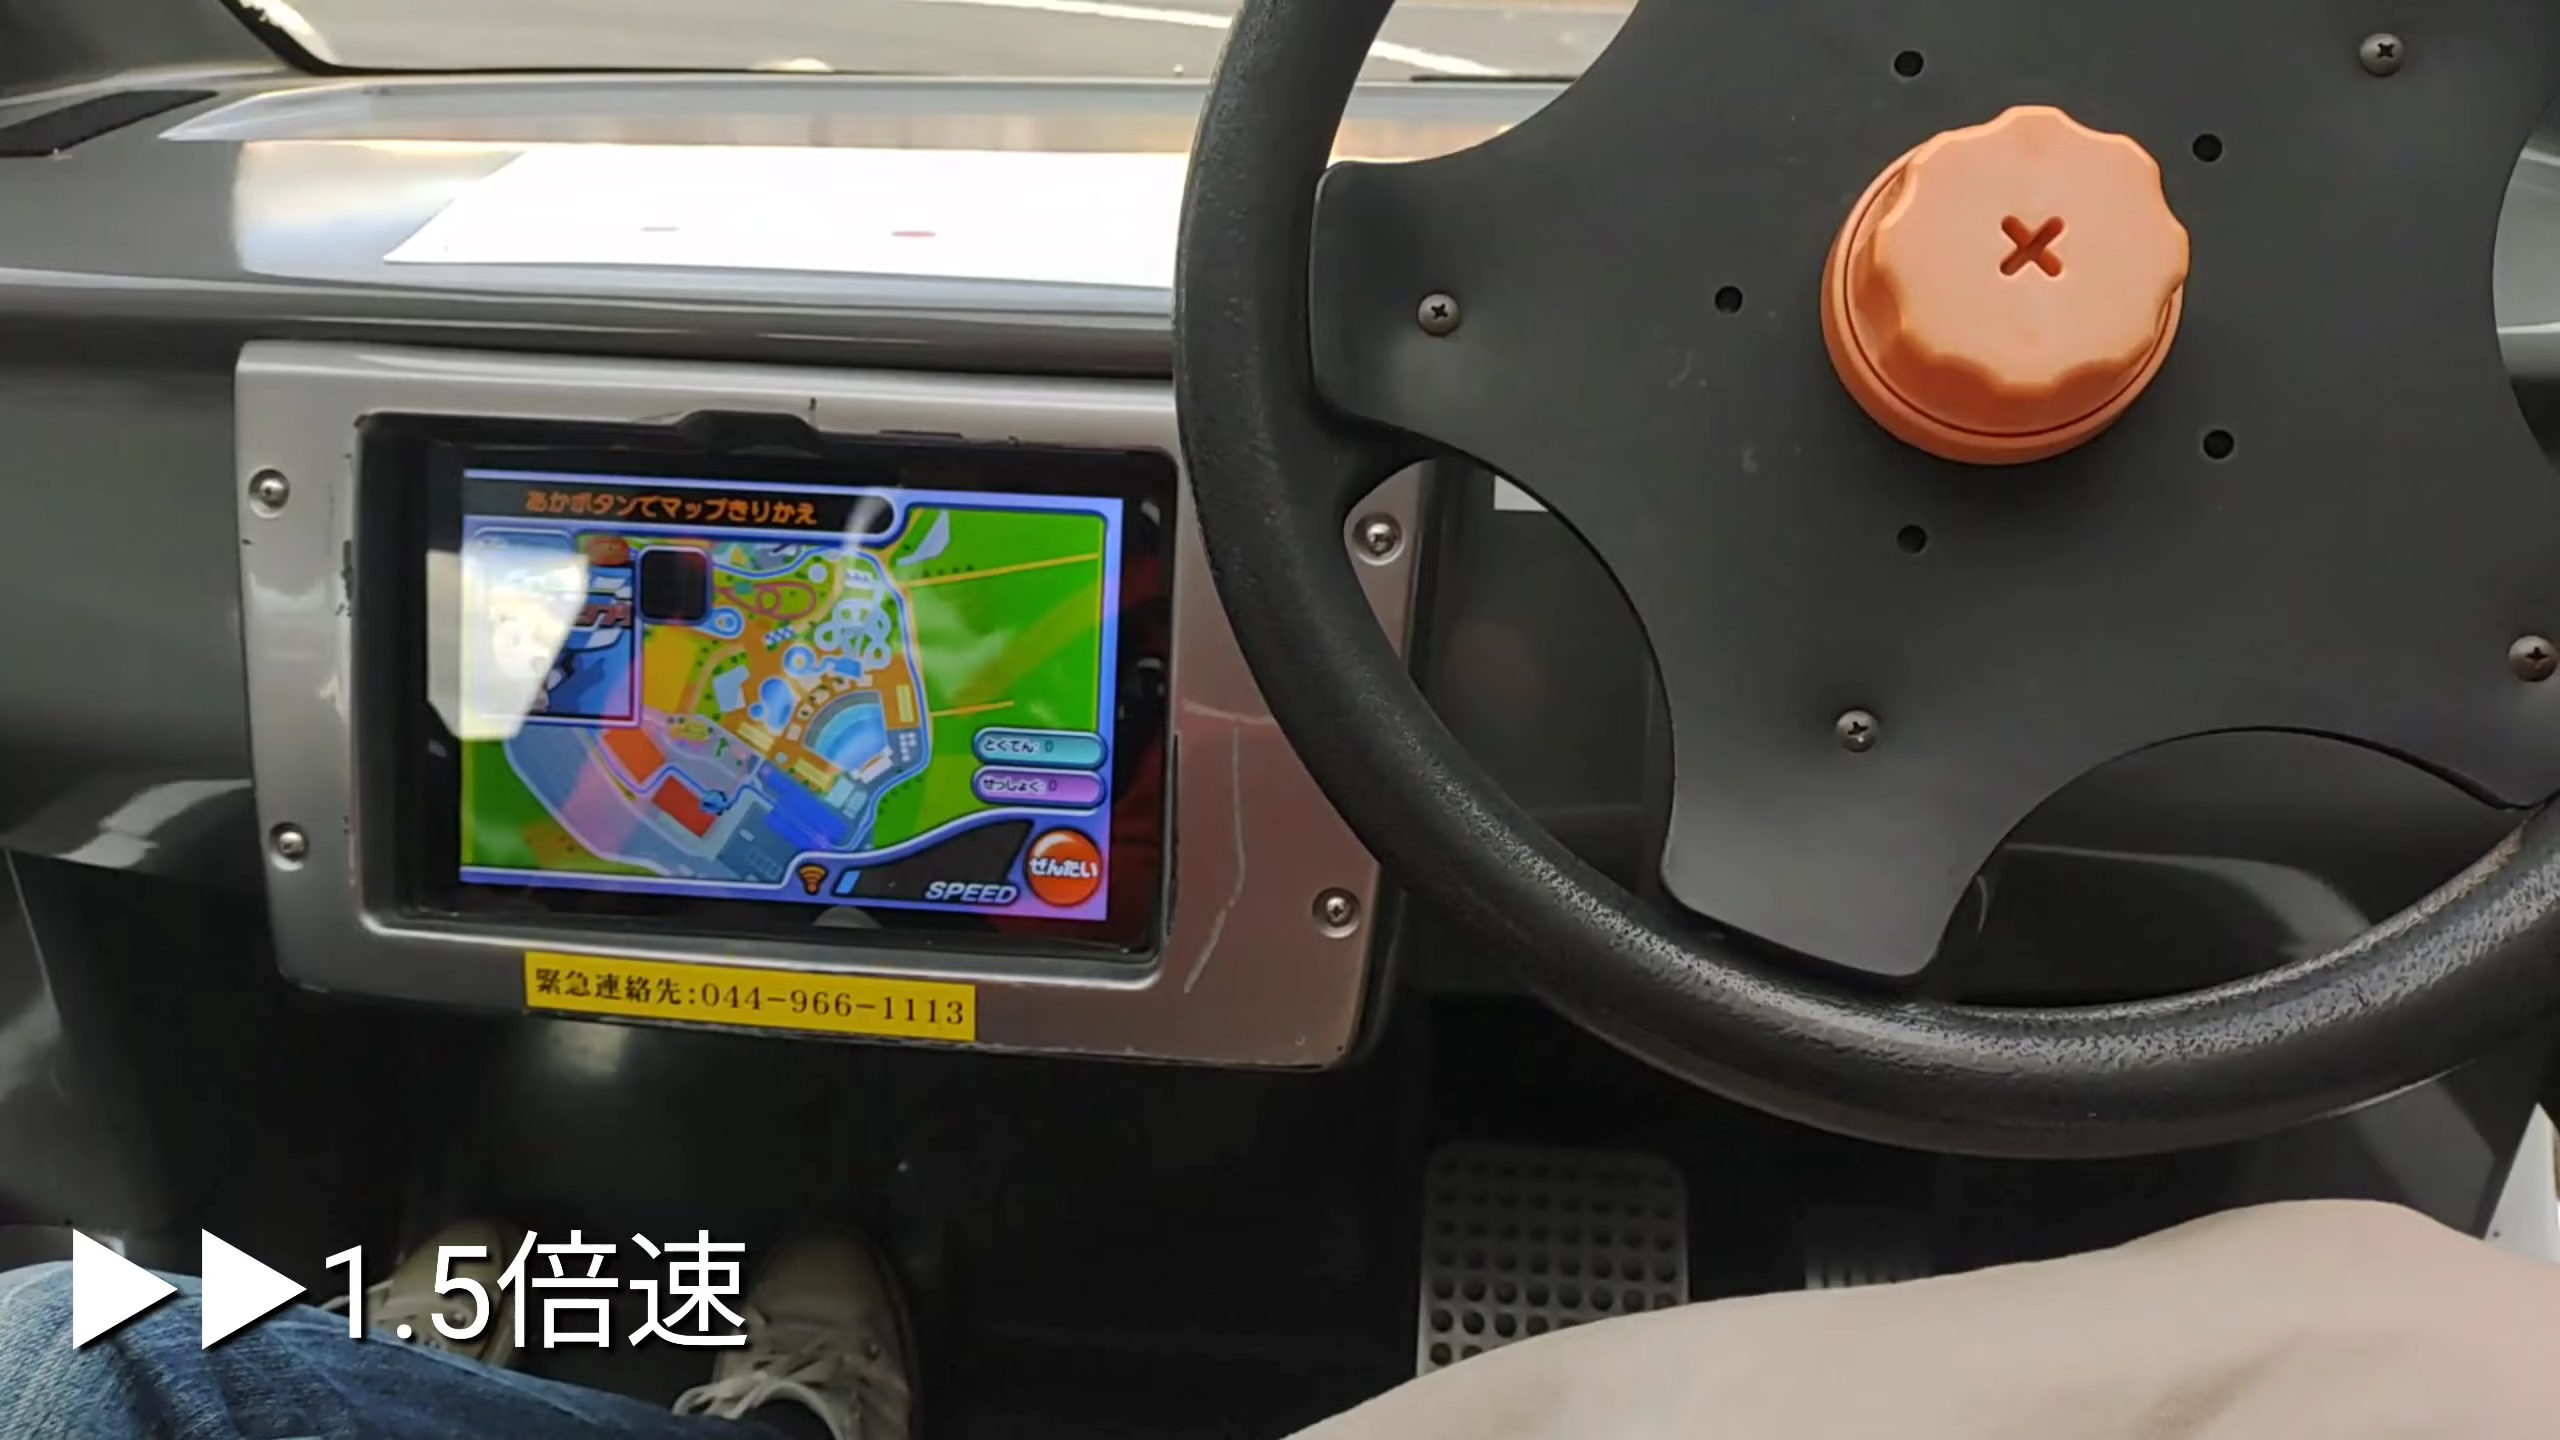 あかボタンでマップきりかえ
とくてん: 0
せっしょく: 0
ぜんたい
SPEED
緊急連絡先:044-966-1113
▶▶1.5倍速